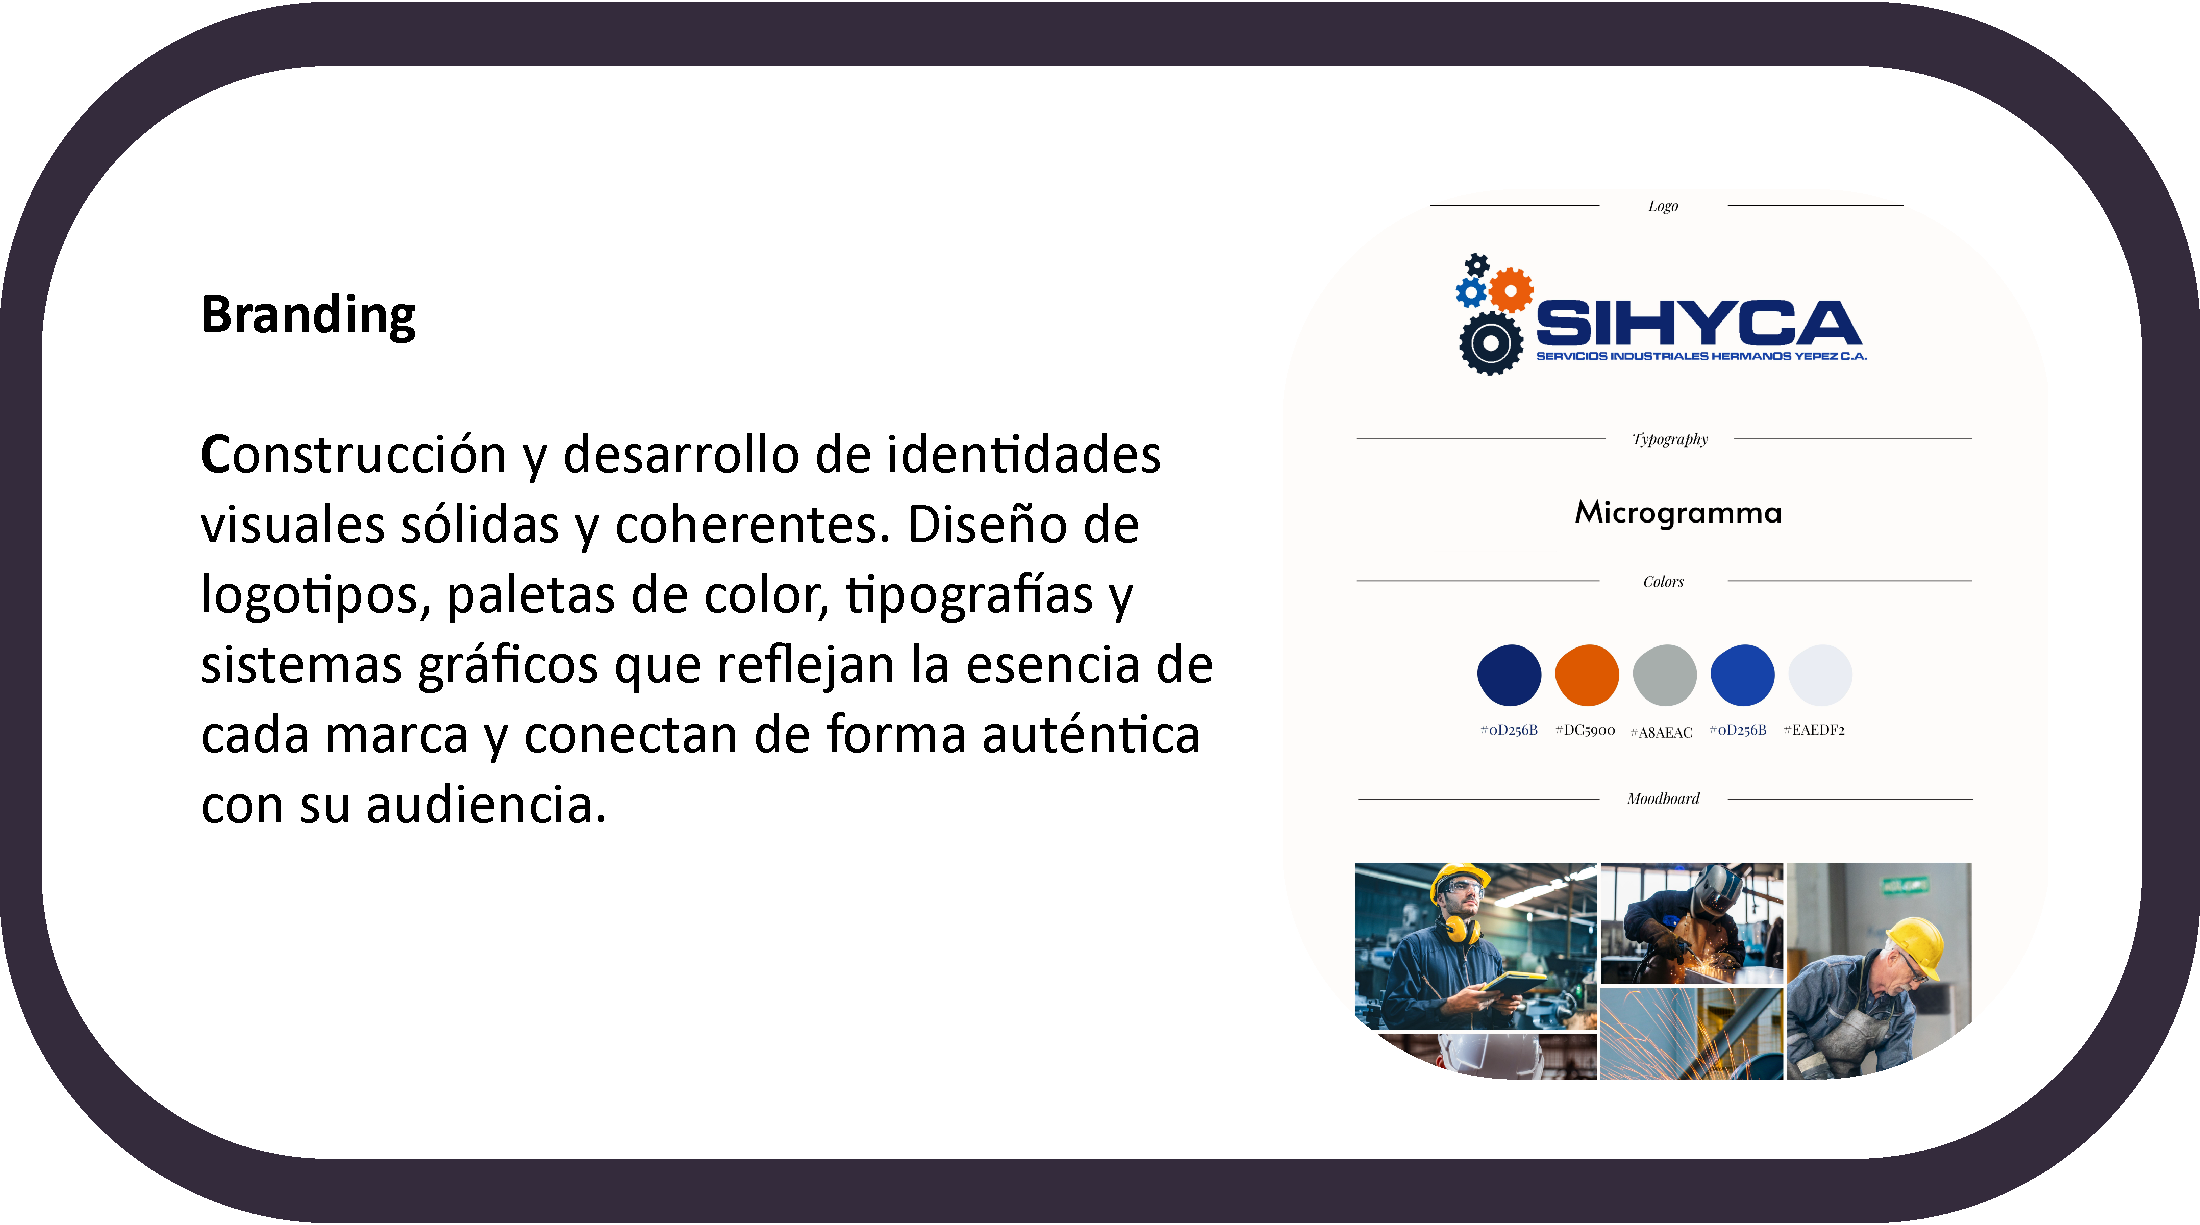 Branding
Construcción y desarrollo de identidades
visuales sólidas y coherentes. Diseño de
logotipos, paletas de color, tipografías y
sistemas gráficos que reflejan la esencia de
cada marca y conectan de forma auténtica
con su audiencia.
Logo
SIHYCA
SERVICIOS INDUSTRIALES HERMANOS YEPEZ C.A.
Typography
Microgramma
Colors
#0D256B #DC5900 #A8AEAC #0D256B #EAEDF2
Moodboard